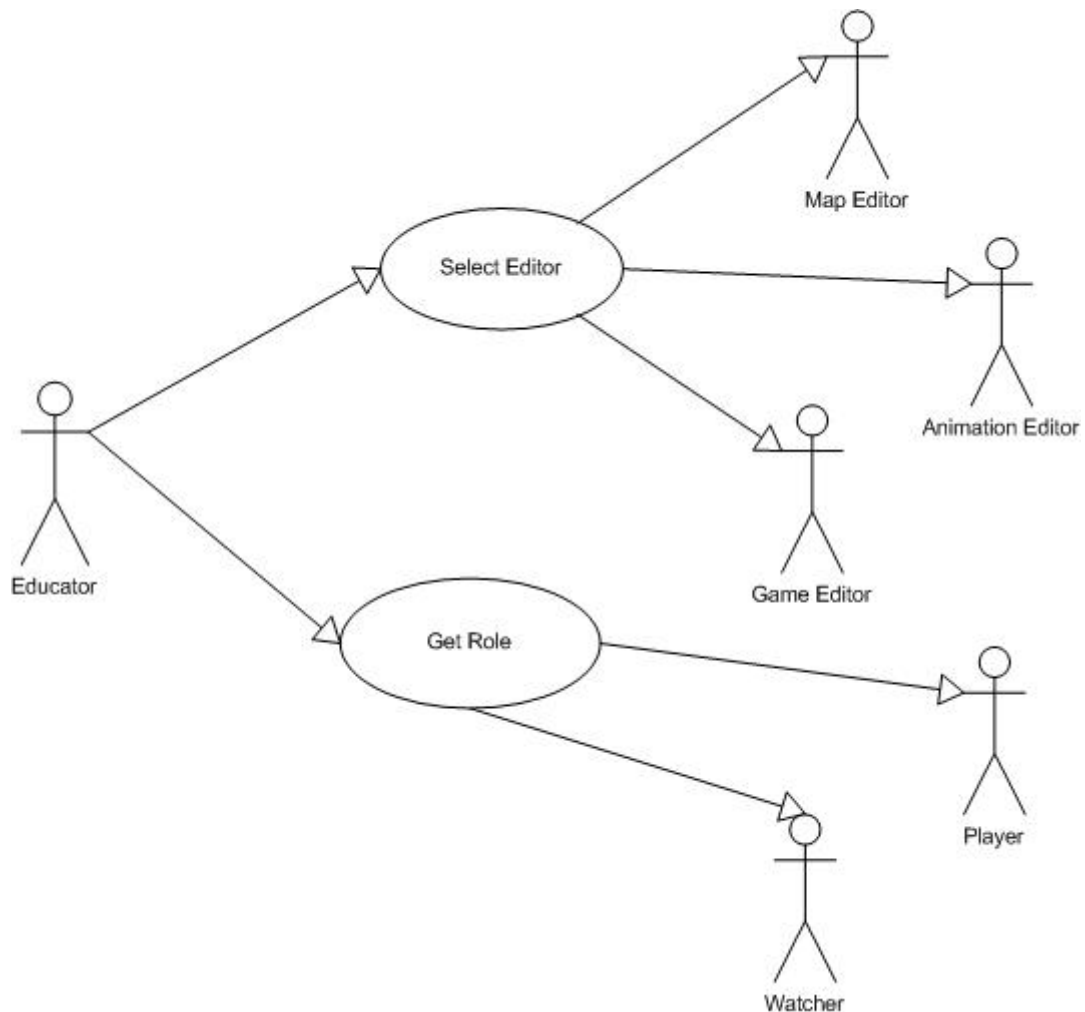 Map Editor
Select Editor
Animation Editor
Educator
Game Editor
Get Role
Player
Watcher